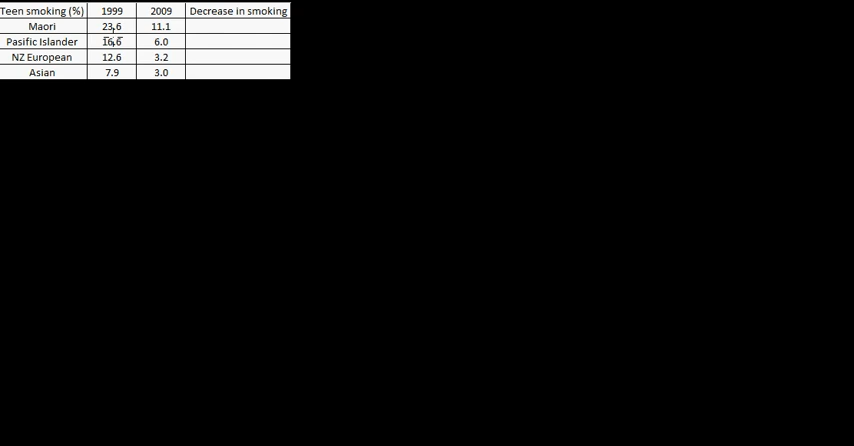 Teen smoking (%) 1999 2009 Decrease in smoking
Maori 23,6 11.1
Pasific Islander 16,6 6.0
NZ European 12.6 3.2
Asian 7.9 3.0